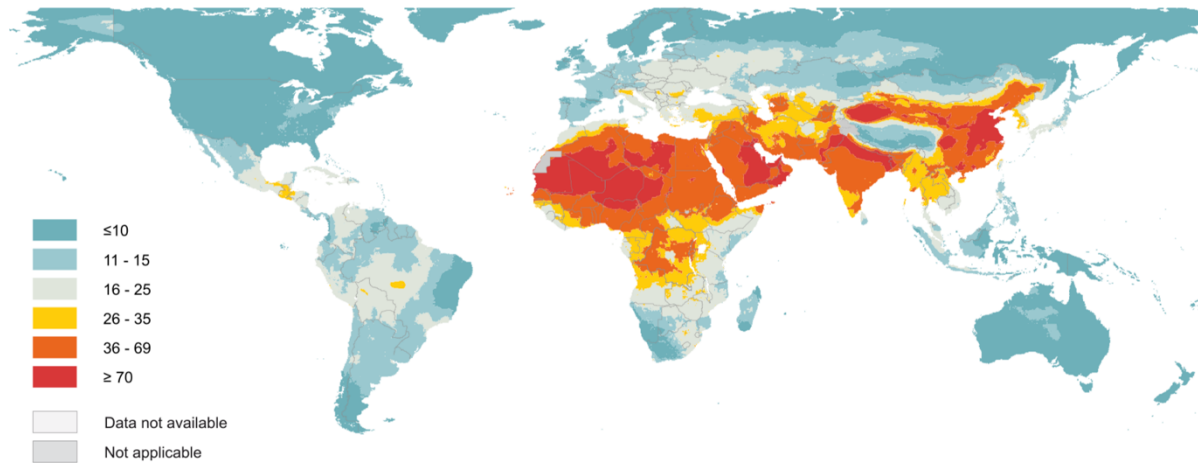 ≤10
11 - 15
16 - 25
26 - 35
36 - 69
≥ 70
Data not available
Not applicable